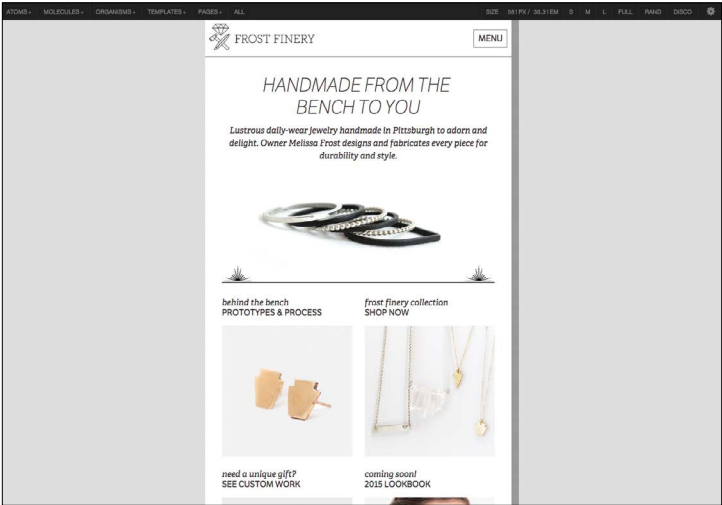 ATOMS MOLECULES ORGANISMS TEMPLATES PAGES ALL SIZE 581PX / 36.31EM S M L FULL RAND DISCO
FROST FINERY MENU
HANDMADE FROM THE
BENCH TO YOU
Lustrous daily-wear jewelry handmade in Pittsburgh to adorn and
delight. Owner Melissa Frost designs and fabricates every piece for
durability and style.
behind the bench
PROTOTYPES & PROCESS
frost finery collection
SHOP NOW
need a unique gift?
SEE CUSTOM WORK
coming soon!
2015 LOOKBOOK